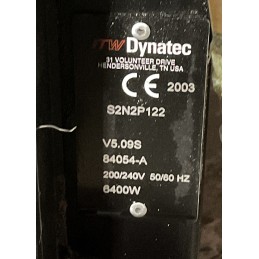 ITW Dynatec
31 VOLUNTEER DRIVE
HENDERSONVILLE, TN USA
CE 2003
S2N2P122
V5.09S
84054-A
200/240V 50/60 HZ
6400W